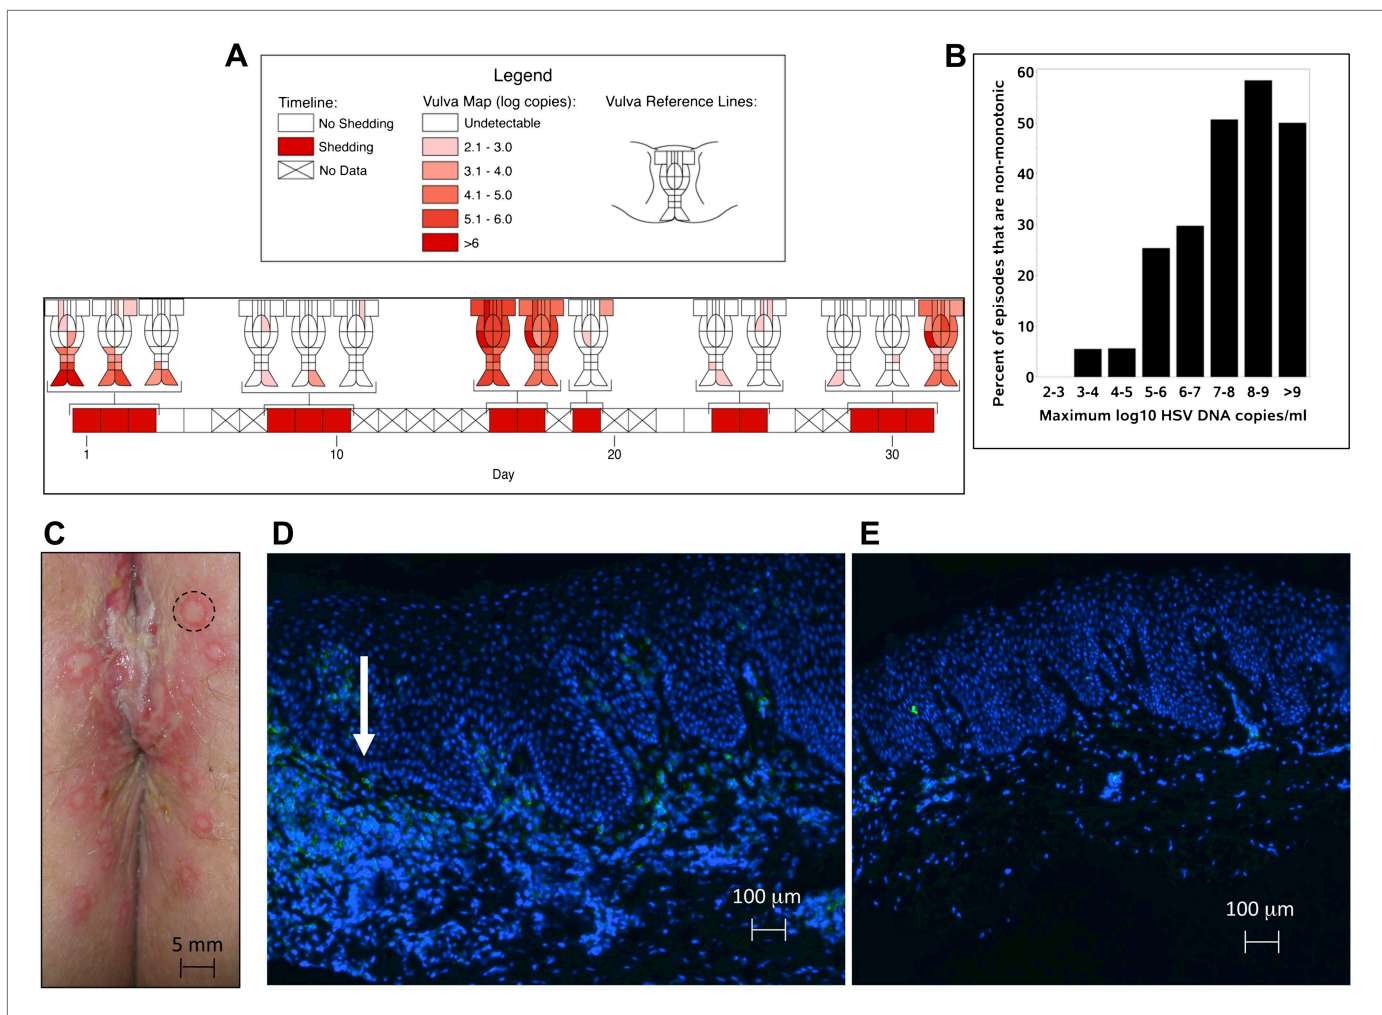 A
Legend
Timeline:
No Shedding
Shedding
No Data
Vulva Map (log copies):
Undetectable
2.1 - 3.0
3.1 - 4.0
4.1 - 5.0
5.1 - 6.0
>6
Vulva Reference Lines:
1
10
20
30
Day
B
Percent of episodes that are non-monotonic
60
50
40
30
20
10
0
2-3 3-4 4-5 5-6 6-7 7-8 8-9 >9
Maximum log10 HSV DNA copies/ml
C
5 mm
D
100 μm
E
100 μm